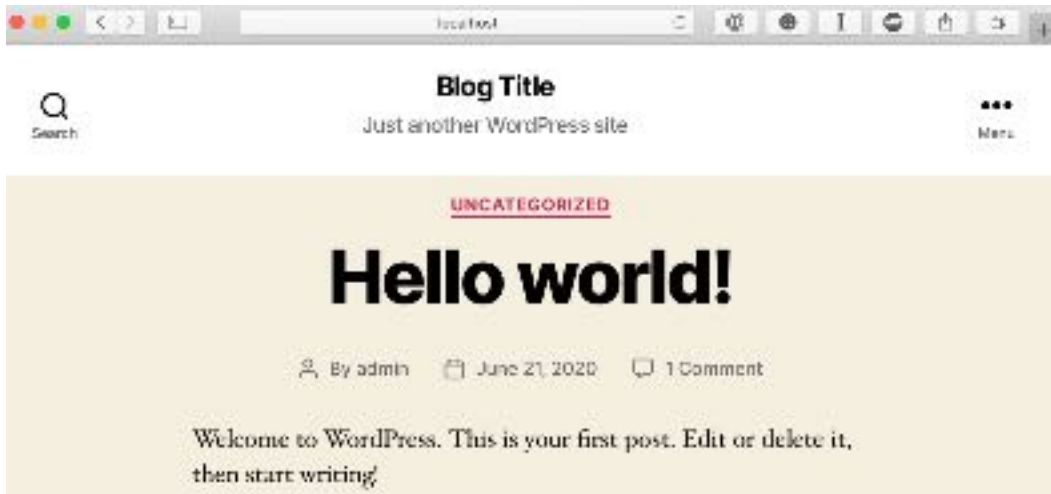 localhost
Blog Title
Just another WordPress site
Search
Menu
UNCATEGORIZED
Hello world!
By admin June 21, 2020 1 Comment
Welcome to WordPress. This is your first post. Edit or delete it,
then start writing!